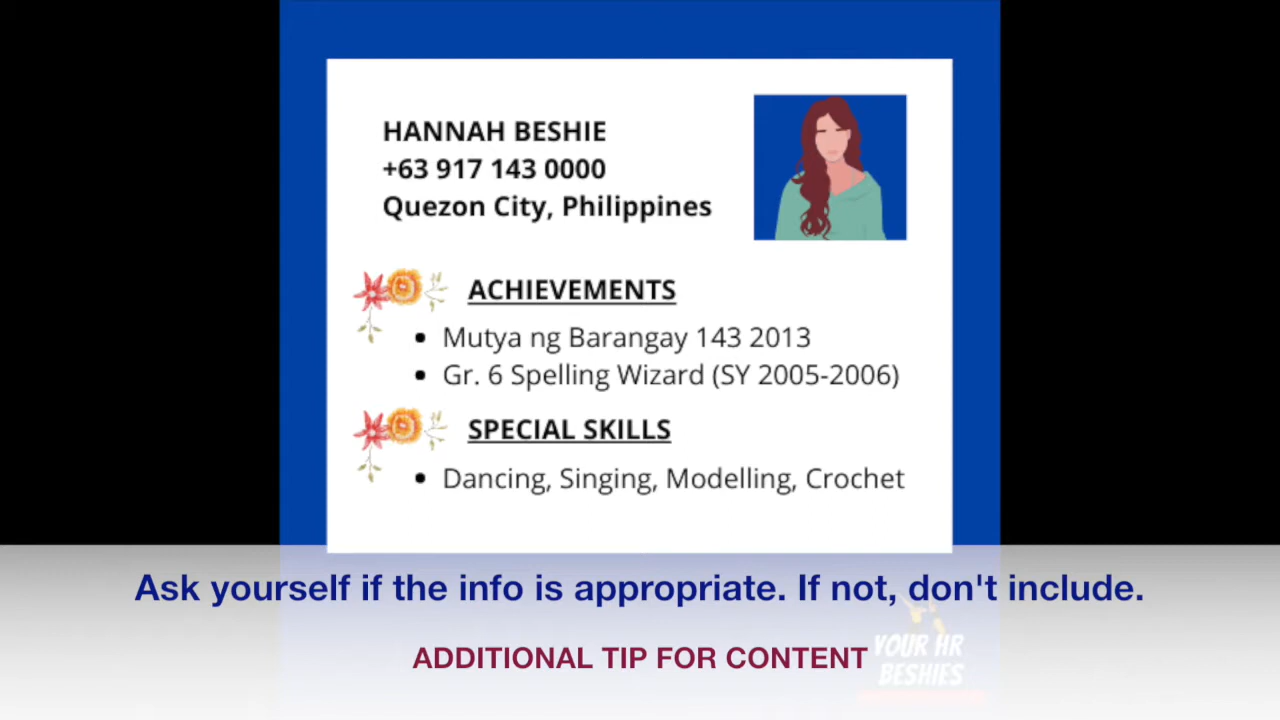 HANNAH BESHIE
+63 917 143 0000
Quezon City, Philippines
ACHIEVEMENTS
Mutya ng Barangay 143 2013
Gr. 6 Spelling Wizard (SY 2005-2006)
SPECIAL SKILLS
Dancing, Singing, Modelling, Crochet
Ask yourself if the info is appropriate. If not, don't include.
ADDITIONAL TIP FOR CONTENT
YOUR HR
BESHIES